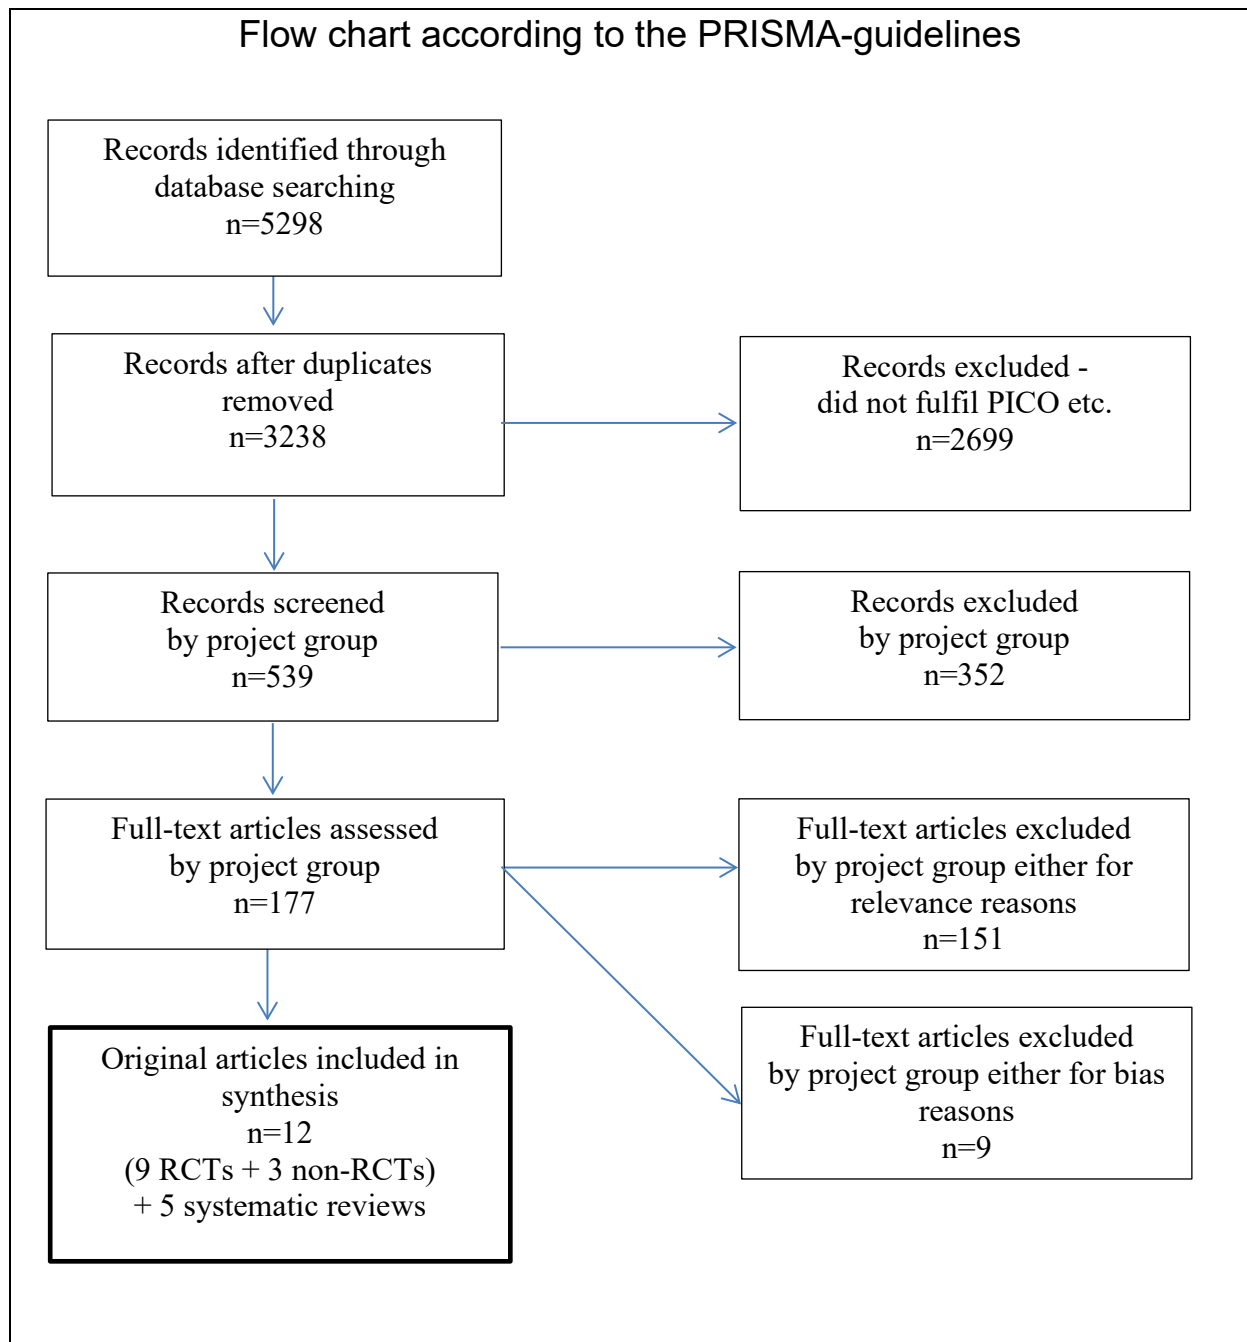 Flow chart according to the PRISMA-guidelines
Records identified through
database searching
n=5298
Records after duplicates
removed
n=3238
Records excluded -
did not fulfil PICO etc.
n=2699
Records screened
by project group
n=539
Records excluded
by project group
n=352
Full-text articles assessed
by project group
n=177
Full-text articles excluded
by project group either for
relevance reasons
n=151
Full-text articles excluded
by project group either for bias
reasons
n=9
Original articles included in
synthesis
n=12
(9 RCTs + 3 non-RCTs)
+ 5 systematic reviews